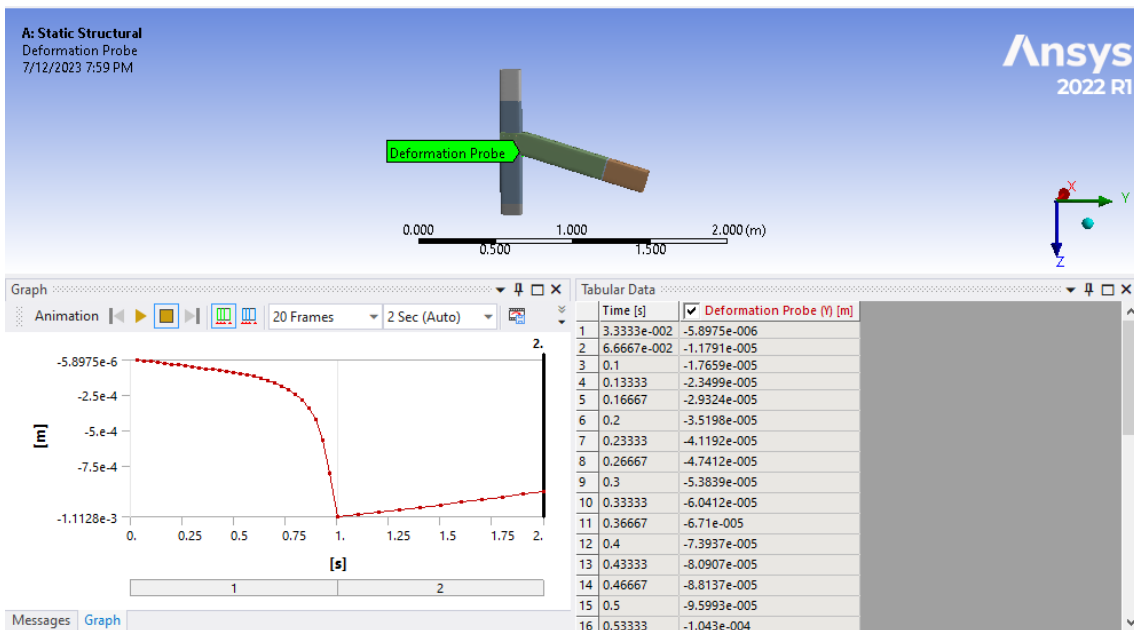 A: Static Structural
Deformation Probe
7/12/2023 7:59 PM
Ansys
2022 R1
Deformation Probe
0.000 1.000 2.000 (m)
0.500 1.500
X
Y
Z
Graph
Animation 20 Frames 2 Sec (Auto)
2.
-5.8975e-6
-2.5e-4
-5.e-4
-7.5e-4
-1.1128e-3
[m]
0. 0.25 0.5 0.75 1. 1.25 1.5 1.75 2.
[s]
1 2
Messages Graph
Tabular Data
Time [s] Deformation Probe (Y) [m]
1 3.3333e-002 -5.8975e-006
2 6.6667e-002 -1.1791e-005
3 0.1 -1.7659e-005
4 0.13333 -2.3499e-005
5 0.16667 -2.9324e-005
6 0.2 -3.5198e-005
7 0.23333 -4.1192e-005
8 0.26667 -4.7412e-005
9 0.3 -5.3839e-005
10 0.33333 -6.0412e-005
11 0.36667 -6.71e-005
12 0.4 -7.3937e-005
13 0.43333 -8.0907e-005
14 0.46667 -8.8137e-005
15 0.5 -9.5993e-005
16 0.53333 -1.043e-004